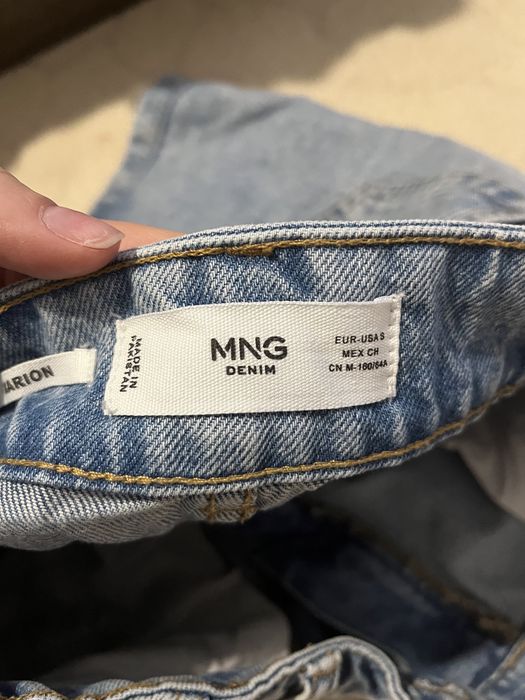 MADE IN
PAKISTAN
MNG
DENIM
EUR-USA S
MEX CH
CN M-160/64A
ARION